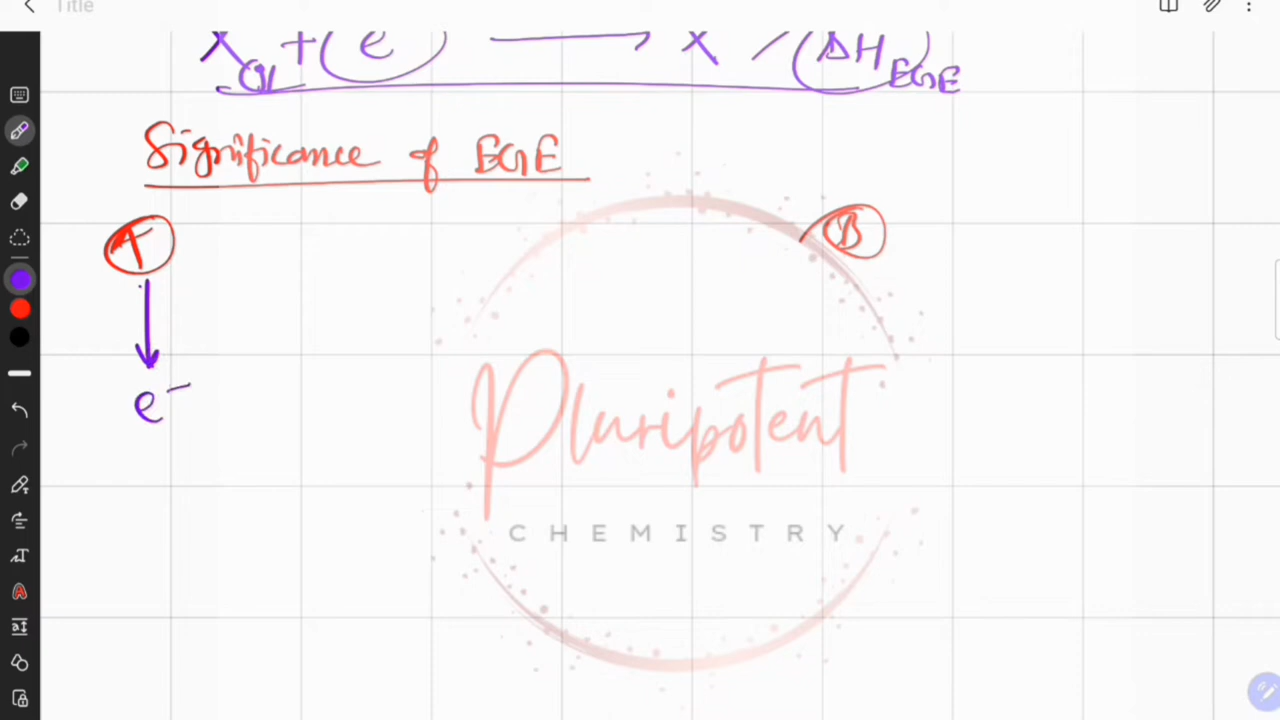 Title
X(g) + (e⁻) ⟶ X / (ΔH EGE)
Significance of EGE
A B
e⁻
Pluripotent
CHEMISTRY